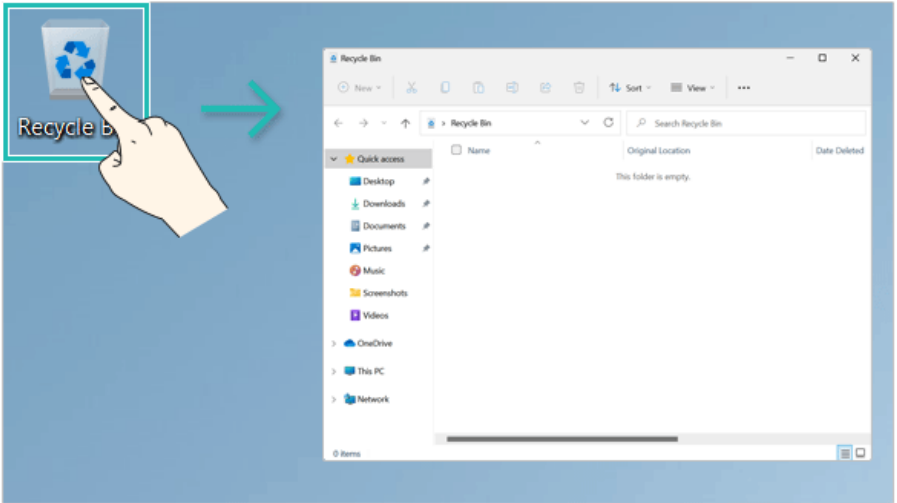 Recycle B
Recycle Bin
New
Sort
View
Recycle Bin
Search Recycle Bin
Name
Original Location
Date Deleted
This folder is empty.
Quick access
Desktop
Downloads
Documents
Pictures
Music
Screenshots
Videos
OneDrive
This PC
Network
0 items